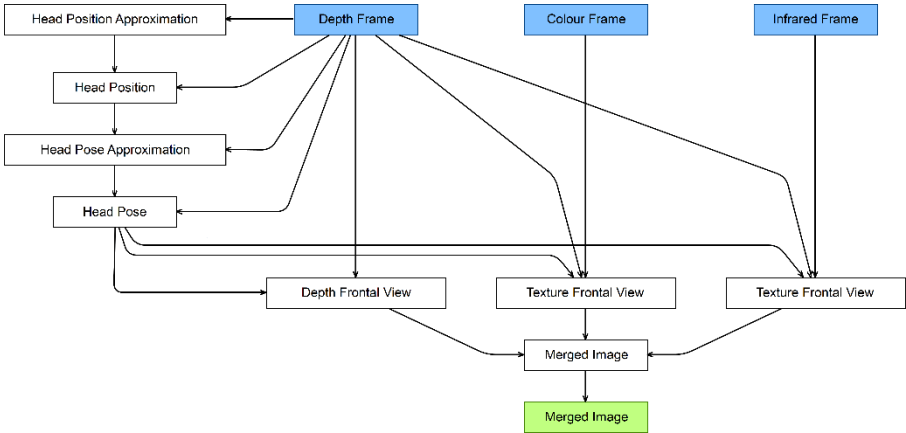 Head Position Approximation
Depth Frame
Colour Frame
Infrared Frame
Head Position
Head Pose Approximation
Head Pose
Depth Frontal View
Texture Frontal View
Texture Frontal View
Merged Image
Merged Image